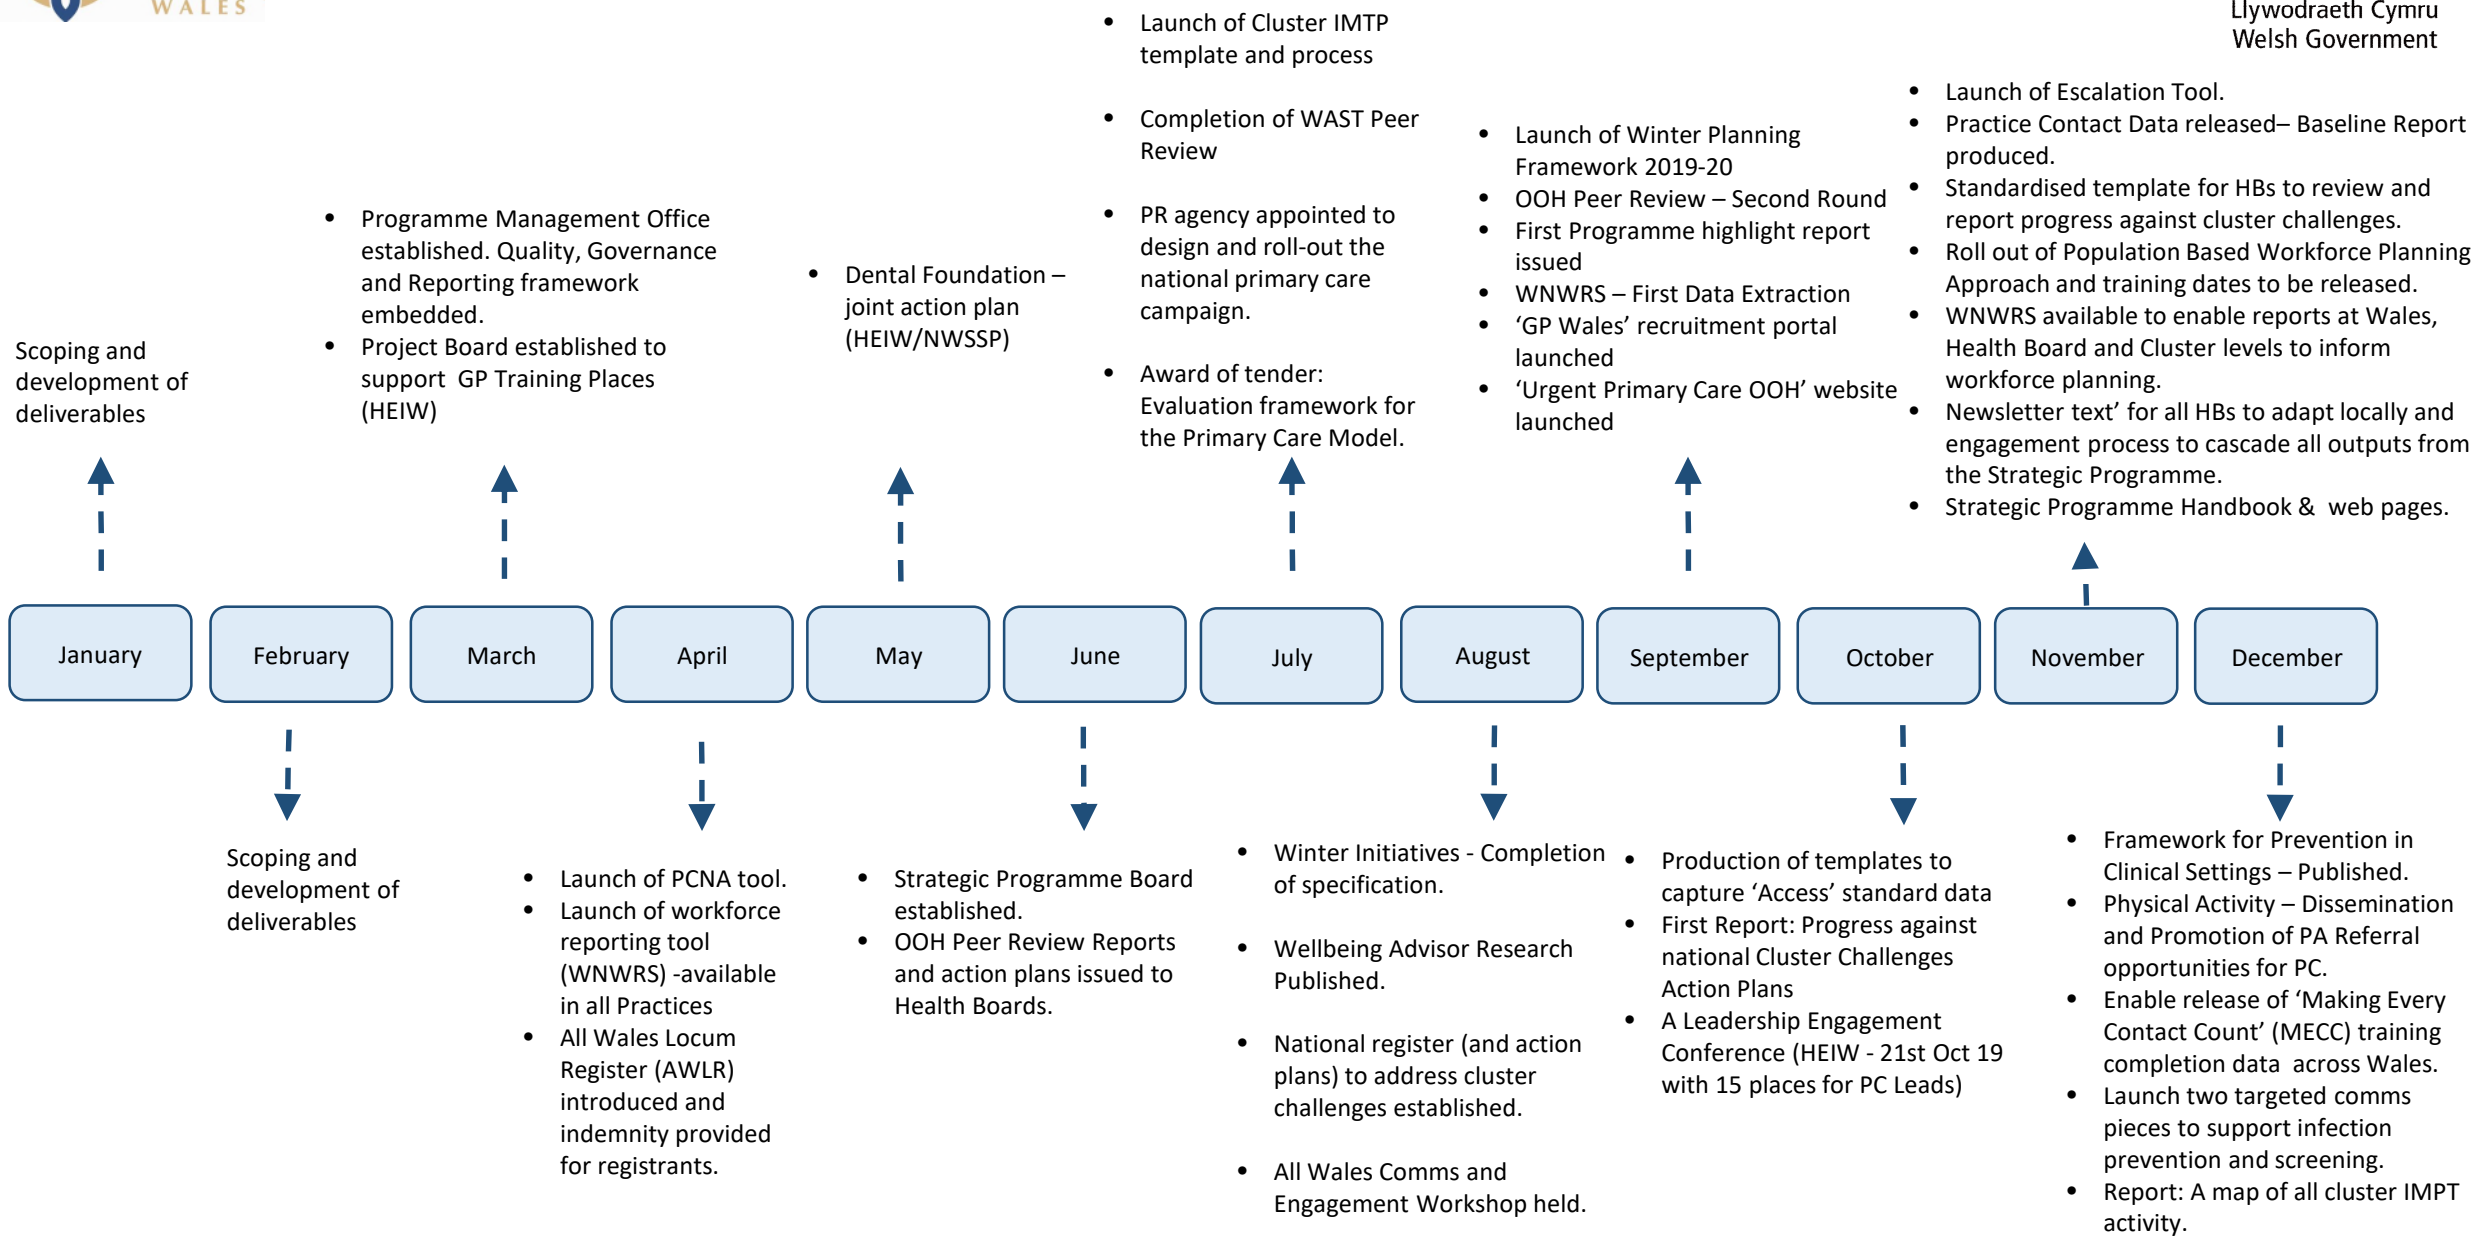 WALES
Llywodraeth Cymru
Welsh Government
Scoping and
development of
deliverables
• Programme Management Office
established. Quality, Governance
and Reporting framework
embedded.
• Project Board established to
support GP Training Places
(HEIW)
• Dental Foundation –
joint action plan
(HEIW/NWSSP)
• Launch of Cluster IMTP
template and process
• Completion of WAST Peer
Review
• PR agency appointed to
design and roll-out the
national primary care
campaign.
• Award of tender:
Evaluation framework for
the Primary Care Model.
• Launch of Winter Planning
Framework 2019-20
• OOH Peer Review – Second Round
• First Programme highlight report
issued
• WNWRS – First Data Extraction
• ‘GP Wales’ recruitment portal
launched
• ‘Urgent Primary Care OOH’ website
launched
• Launch of Escalation Tool.
• Practice Contact Data released– Baseline Report
produced.
• Standardised template for HBs to review and
report progress against cluster challenges.
• Roll out of Population Based Workforce Planning
Approach and training dates to be released.
• WNWRS available to enable reports at Wales,
Health Board and Cluster levels to inform
workforce planning.
• Newsletter text’ for all HBs to adapt locally and
engagement process to cascade all outputs from
the Strategic Programme.
• Strategic Programme Handbook & web pages.
January
February
March
April
May
June
July
August
September
October
November
December
Scoping and
development of
deliverables
• Launch of PCNA tool.
• Launch of workforce
reporting tool
(WNWRS) -available
in all Practices
• All Wales Locum
Register (AWLR)
introduced and
indemnity provided
for registrants.
• Strategic Programme Board
established.
• OOH Peer Review Reports
and action plans issued to
Health Boards.
• Winter Initiatives - Completion
of specification.
• Wellbeing Advisor Research
Published.
• National register (and action
plans) to address cluster
challenges established.
• All Wales Comms and
Engagement Workshop held.
• Production of templates to
capture ‘Access’ standard data
• First Report: Progress against
national Cluster Challenges
Action Plans
• A Leadership Engagement
Conference (HEIW - 21st Oct 19
with 15 places for PC Leads)
• Framework for Prevention in
Clinical Settings – Published.
• Physical Activity – Dissemination
and Promotion of PA Referral
opportunities for PC.
• Enable release of ‘Making Every
Contact Count’ (MECC) training
completion data across Wales.
• Launch two targeted comms
pieces to support infection
prevention and screening.
• Report: A map of all cluster IMPT
activity.